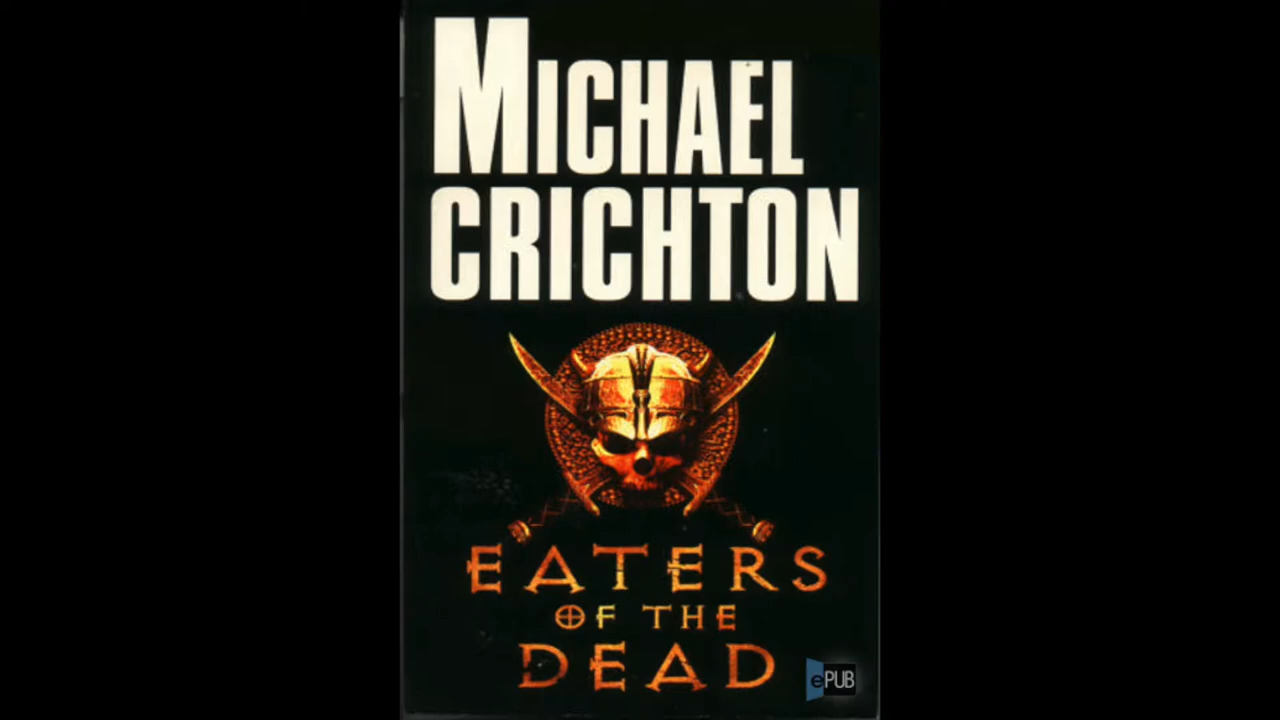 MICHAEL
CRICHTON
EATERS
OF THE
DEAD
ePUB